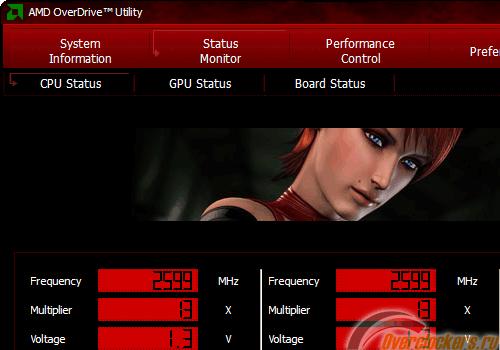 AMD OverDrive™ Utility
System Information
Status Monitor
Performance Control
Prefe
CPU Status
GPU Status
Board Status
Frequency 2599 MHz Frequency 2599 MHz
Multiplier 13 X Multiplier 13 X
Voltage 1.3 V Voltage V
Overclockers.ru